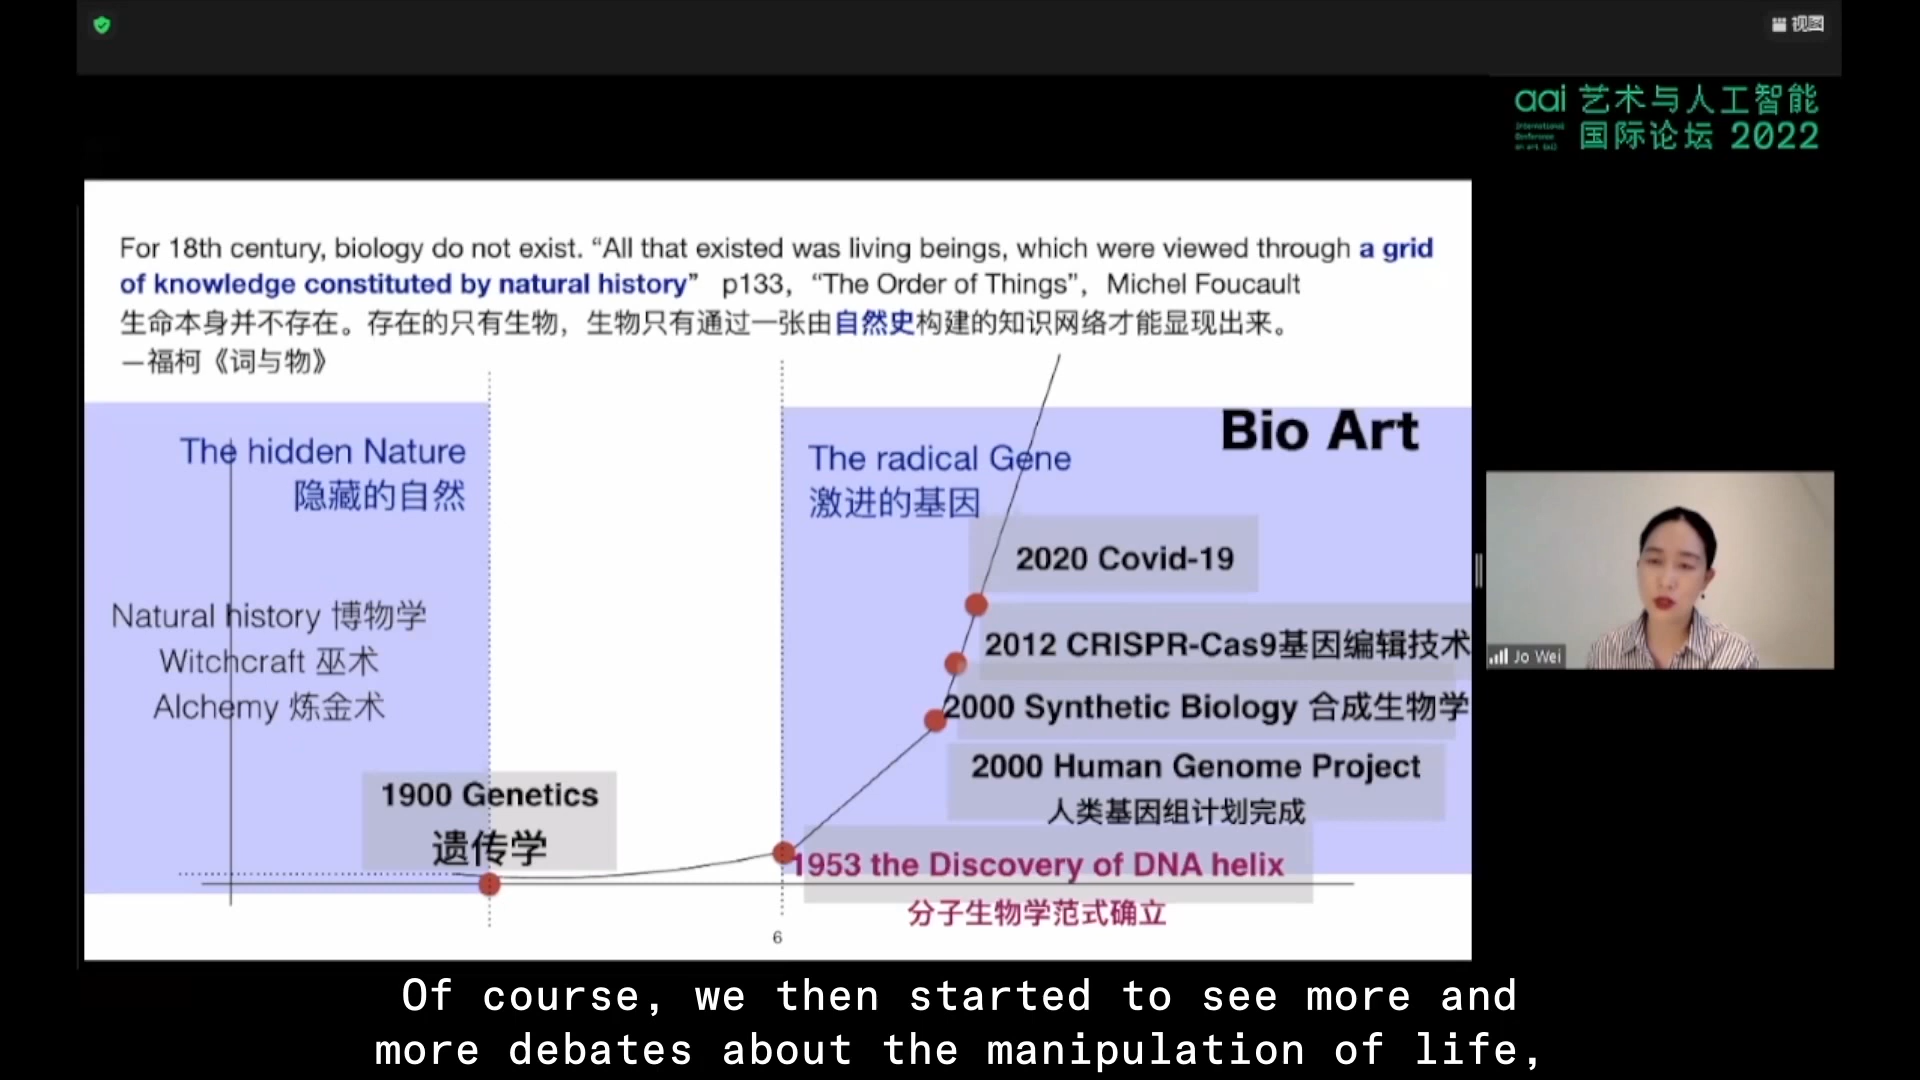 视图
aai 艺术与人工智能
国际论坛 2022
International
Conference
on art &AI
For 18th century, biology do not exist. “All that existed was living beings, which were viewed through a grid
of knowledge constituted by natural history” p133, “The Order of Things”, Michel Foucault
生命本身并不存在。存在的只有生物，生物只有通过一张由自然史构建的知识网络才能显现出来。
—福柯《词与物》
The hidden Nature
隐藏的自然
Natural history 博物学
Witchcraft 巫术
Alchemy 炼金术
1900 Genetics
遗传学
Bio Art
The radical Gene
激进的基因
2020 Covid-19
2012 CRISPR-Cas9基因编辑技术
2000 Synthetic Biology 合成生物学
2000 Human Genome Project
人类基因组计划完成
1953 the Discovery of DNA helix
分子生物学范式确立
6
Jo Wei
Of course, we then started to see more and
more debates about the manipulation of life,